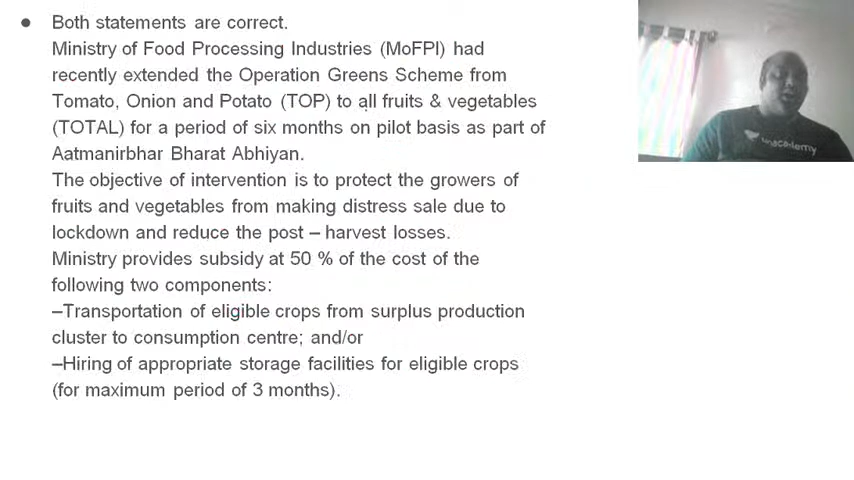 ● Both statements are correct.
Ministry of Food Processing Industries (MoFPI) had
recently extended the Operation Greens Scheme from
Tomato, Onion and Potato (TOP) to all fruits & vegetables
(TOTAL) for a period of six months on pilot basis as part of
Aatmanirbhar Bharat Abhiyan.
The objective of intervention is to protect the growers of
fruits and vegetables from making distress sale due to
lockdown and reduce the post – harvest losses.
Ministry provides subsidy at 50 % of the cost of the
following two components:
–Transportation of eligible crops from surplus production
cluster to consumption centre; and/or
–Hiring of appropriate storage facilities for eligible crops
(for maximum period of 3 months).